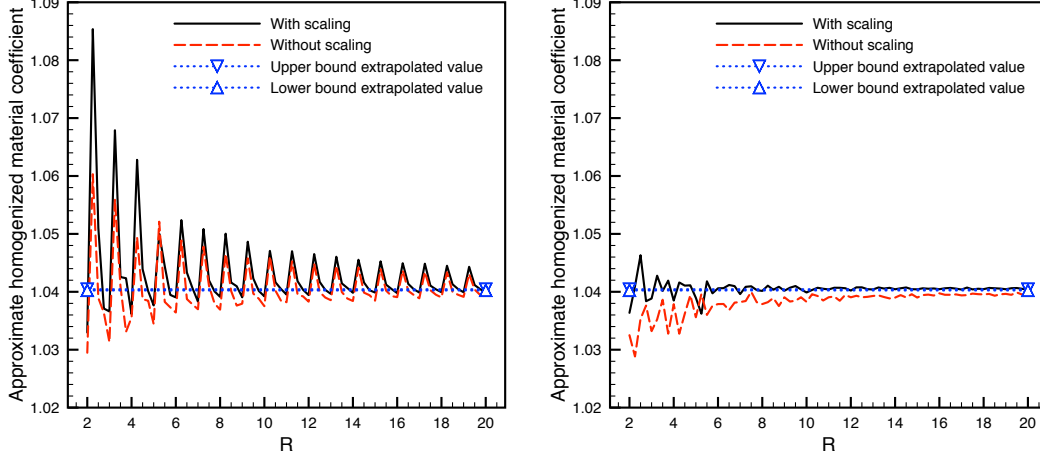 Approximate homogenized material coefficient
1.09
1.08
1.07
1.06
1.05
1.04
1.03
1.02
With scaling
Without scaling
Upper bound extrapolated value
Lower bound extrapolated value
2 4 6 8 10 12 14 16 18 20
R
Approximate homogenized material coefficient
1.09
1.08
1.07
1.06
1.05
1.04
1.03
1.02
With scaling
Without scaling
Upper bound extrapolated value
Lower bound extrapolated value
2 4 6 8 10 12 14 16 18 20
R